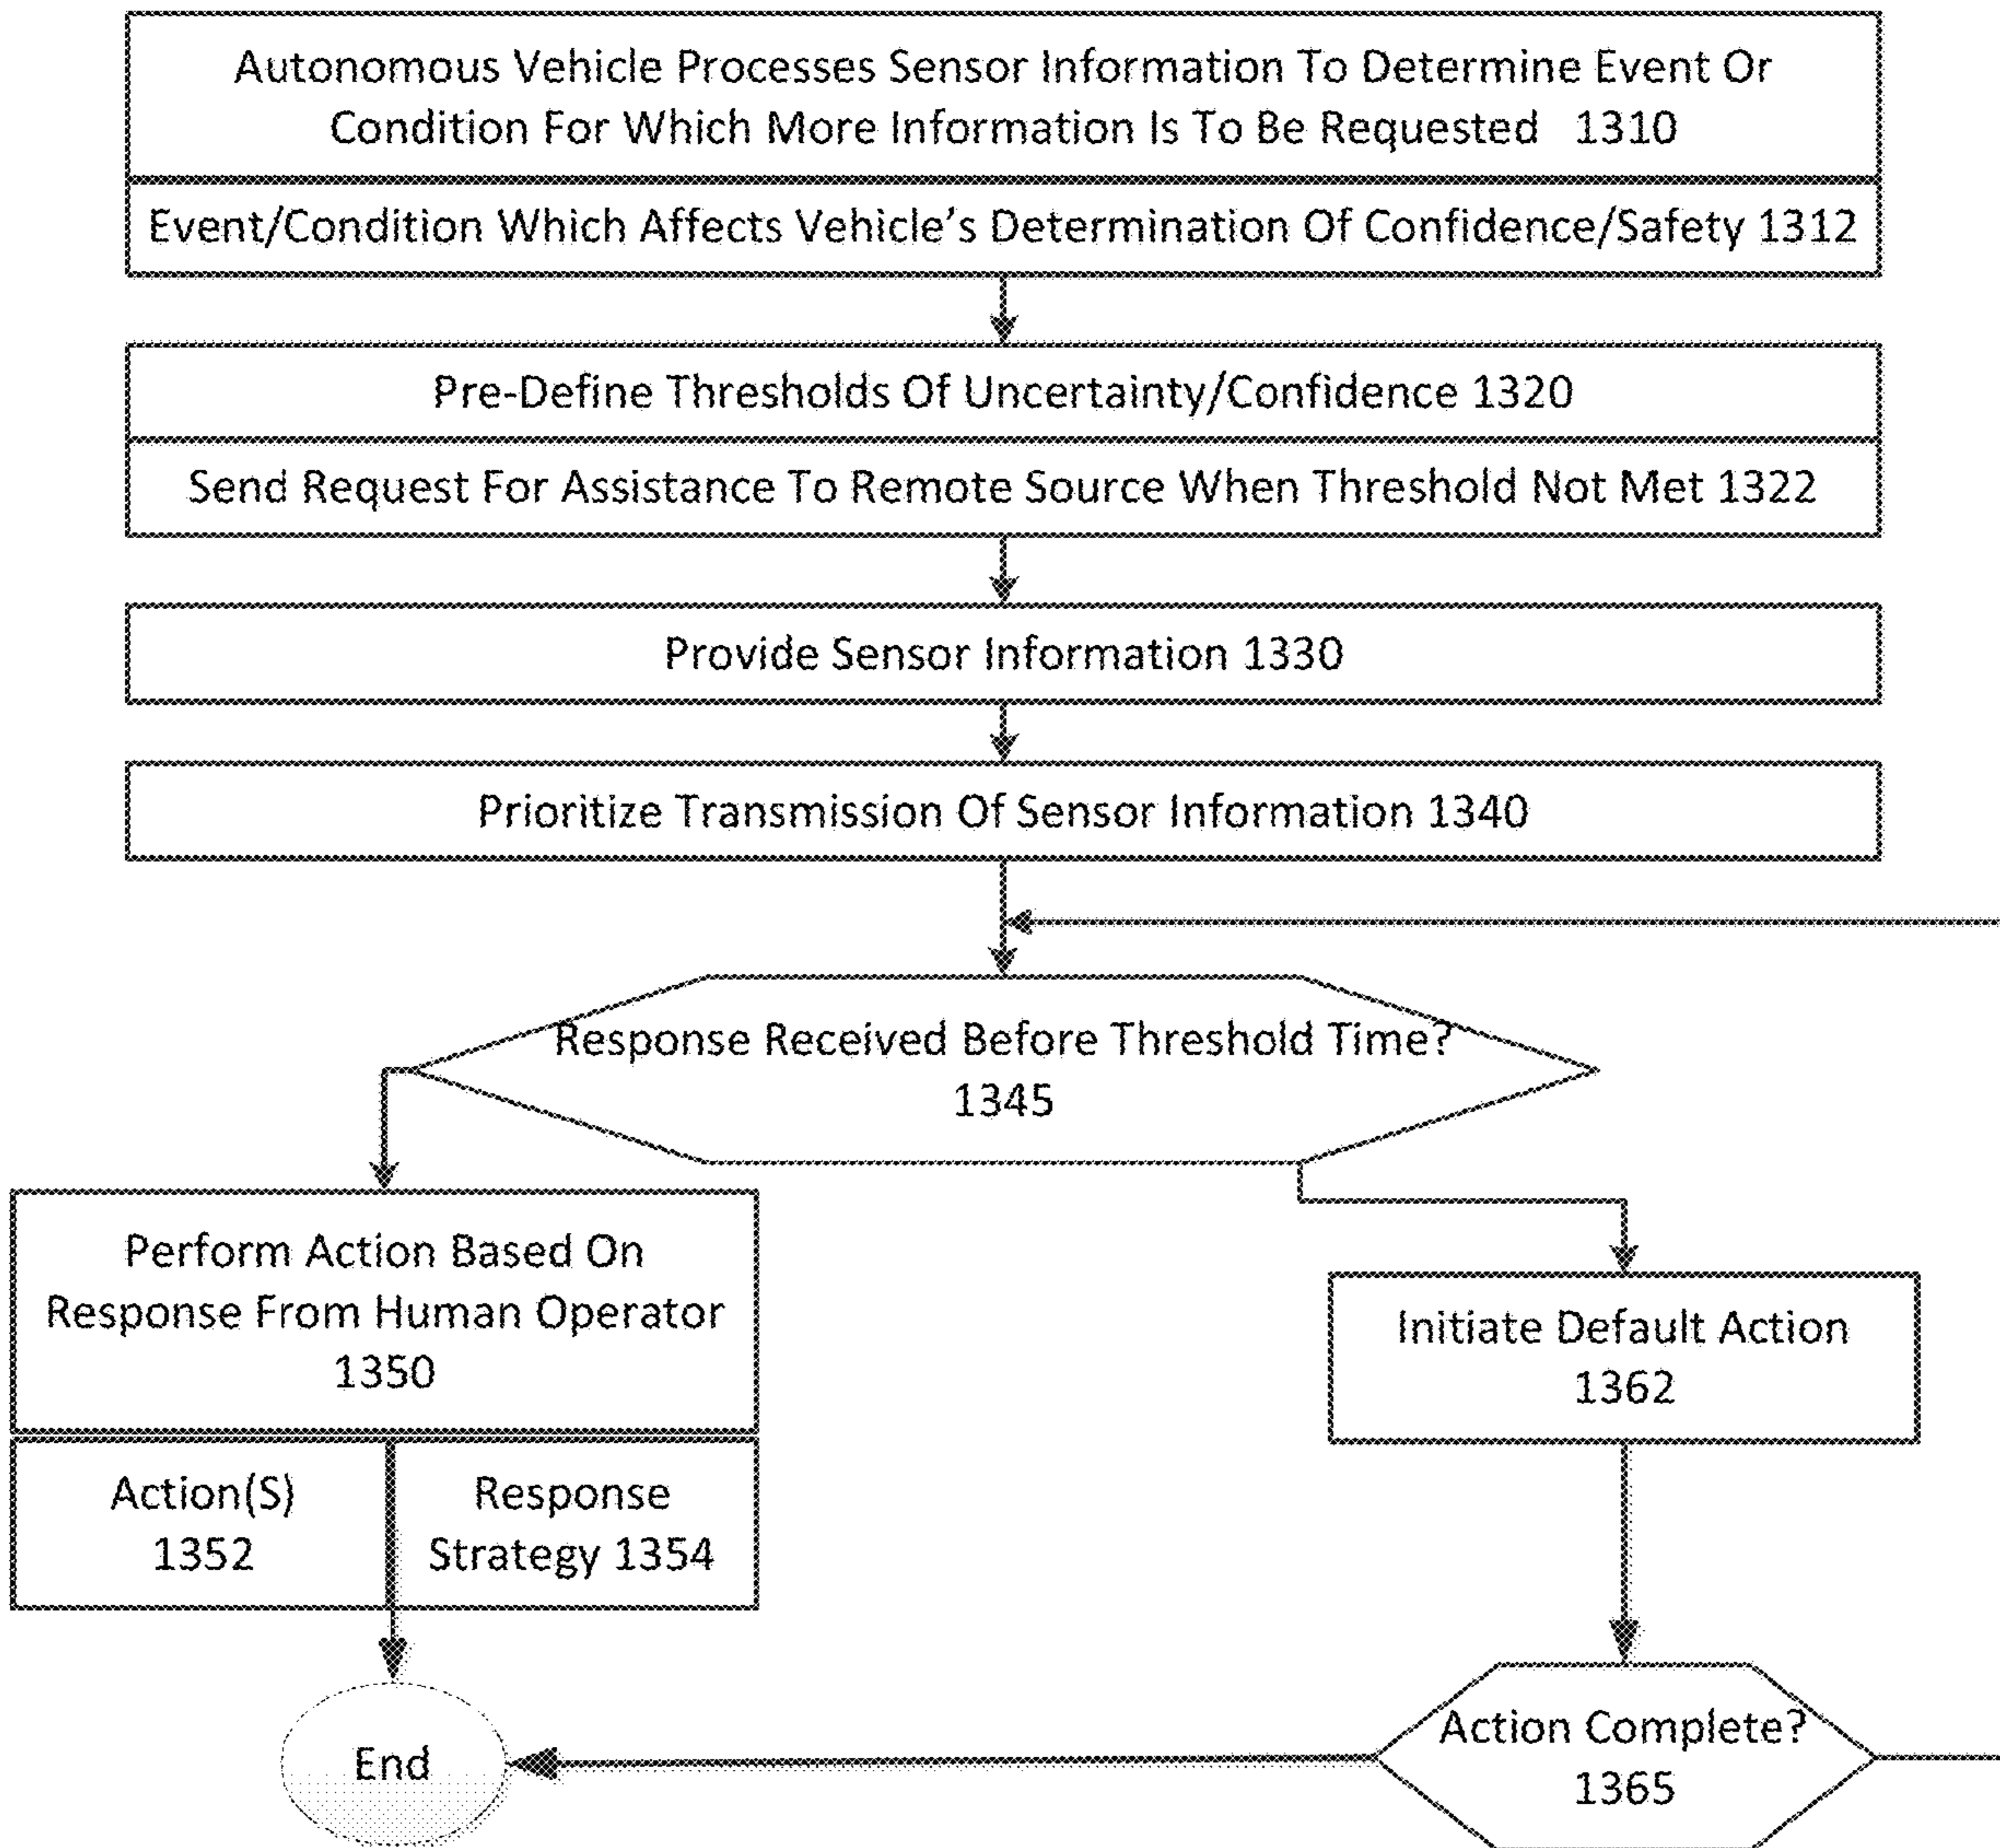 Autonomous Vehicle Processes Sensor Information To Determine Event Or
Condition For Which More Information Is To Be Requested 1310
Event/Condition Which Affects Vehicle's Determination Of Confidence/Safety 1312
Pre-Define Thresholds Of Uncertainty/Confidence 1320
Send Request For Assistance To Remote Source When Threshold Not Met 1322
Provide Sensor Information 1330
Prioritize Transmission Of Sensor Information 1340
Response Received Before Threshold Time?
1345
Perform Action Based On
Response From Human Operator
1350
Action(S)
1352
Response
Strategy 1354
Initiate Default Action
1362
End
Action Complete?
1365